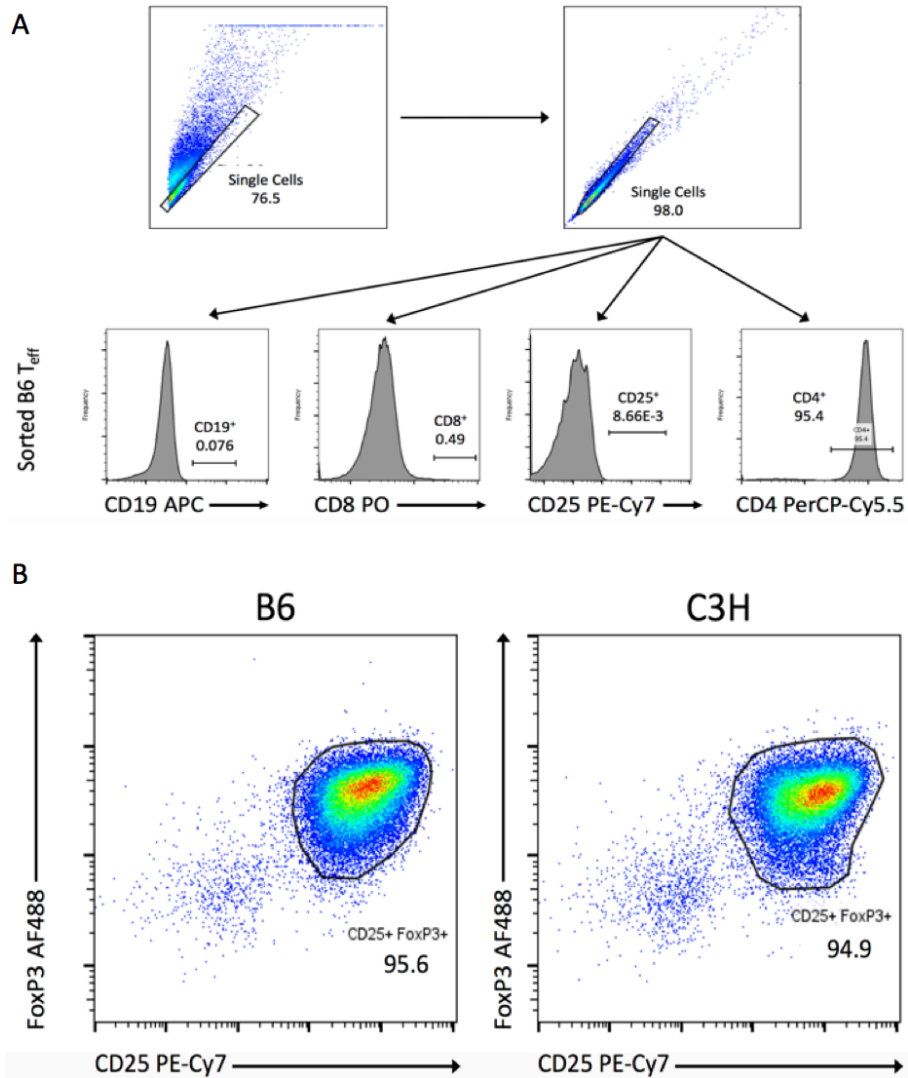 A
Single Cells
76.5
Single Cells
98.0
Sorted B6 T_eff
Frequency
CD19⁺
0.076
CD19 APC
Frequency
CD8⁺
0.49
CD8 PO
Frequency
CD25⁺
8.66E-3
CD25 PE-Cy7
Frequency
CD4⁺
95.4
CD4+
95.4
CD4 PerCP-Cy5.5
B
B6
FoxP3 AF488
CD25+ FoxP3+
95.6
CD25 PE-Cy7
C3H
FoxP3 AF488
CD25+ FoxP3+
94.9
CD25 PE-Cy7